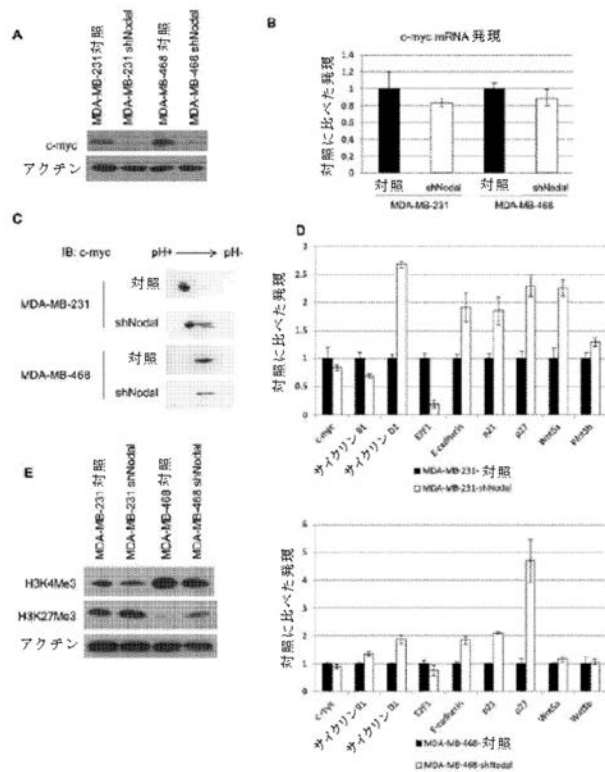 A
MDA-MB-231 対照
MDA-MB-231 shNodal
MDA-MB-468 対照
MDA-MB-468 shNodal
c-myc
アクチン
B
c-myc mRNA 発現
対照に比べた発現
1.4
1.2
1
0.8
0.6
0.4
0.2
0
対照
shNodal
対照
shNodal
MDA-MB-231
MDA-MB-468
C
IB: c-myc
pH+
pH-
MDA-MB-231
対照
shNodal
MDA-MB-468
対照
shNodal
D
対照に比べた発現
3
2.5
2
1.5
1
0.5
0
c-myc
サイクリン B1
サイクリン D1
E2F1
E-cadherin
p21
p27
Wnt5a
Wnt5b
MDA-MB-231- 対照
MDA-MB-231-shNodal
E
MDA-MB-231 対照
MDA-MB-231 shNodal
MDA-MB-468 対照
MDA-MB-468 shNodal
H3K4Me3
H3K27Me3
アクチン
対照に比べた発現
6
5
4
3
2
1
0
c-myc
サイクリン B1
サイクリン D1
E2F1
E-cadherin
p21
p27
Wnt5a
Wnt5b
MDA-MB-468- 対照
MDA-MB-468-shNodal